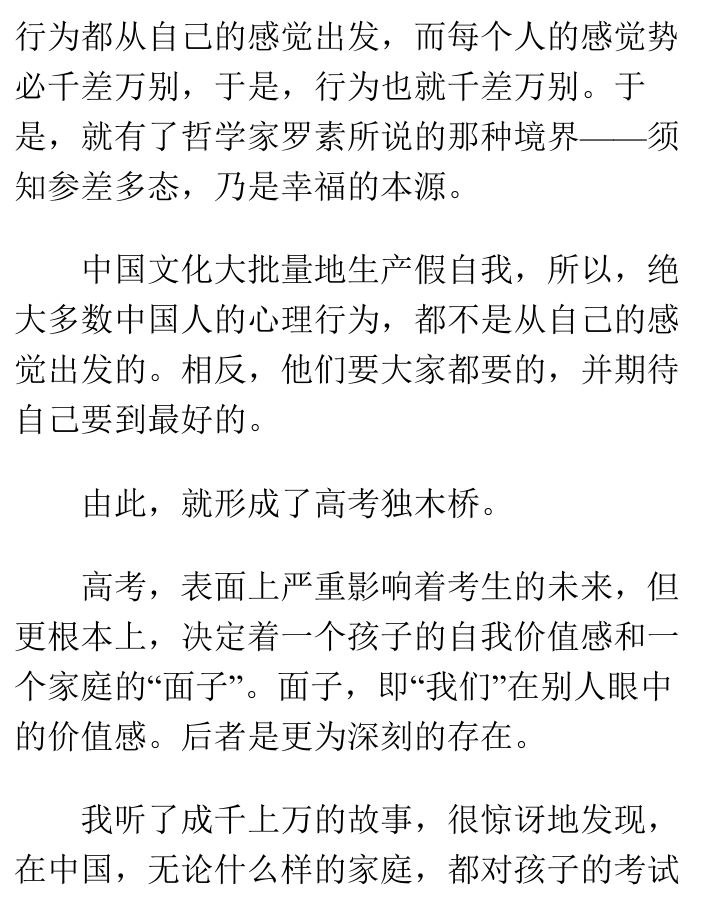 行为都从自己的感觉出发，而每个人的感觉势
必千差万别，于是，行为也就千差万别。于
是，就有了哲学家罗素所说的那种境界——须
知参差多态，乃是幸福的本源。
中国文化大批量地生产假自我，所以，绝
大多数中国人的心理行为，都不是从自己的感
觉出发的。相反，他们要大家都要的，并期待
自己要到最好的。
由此，就形成了高考独木桥。
高考，表面上严重影响着考生的未来，但
更根本上，决定着一个孩子的自我价值感和一
个家庭的“面子”。面子，即“我们”在别人眼中
的价值感。后者是更为深刻的存在。
我听了成千上万的故事，很惊讶地发现，
在中国，无论什么样的家庭，都对孩子的考试